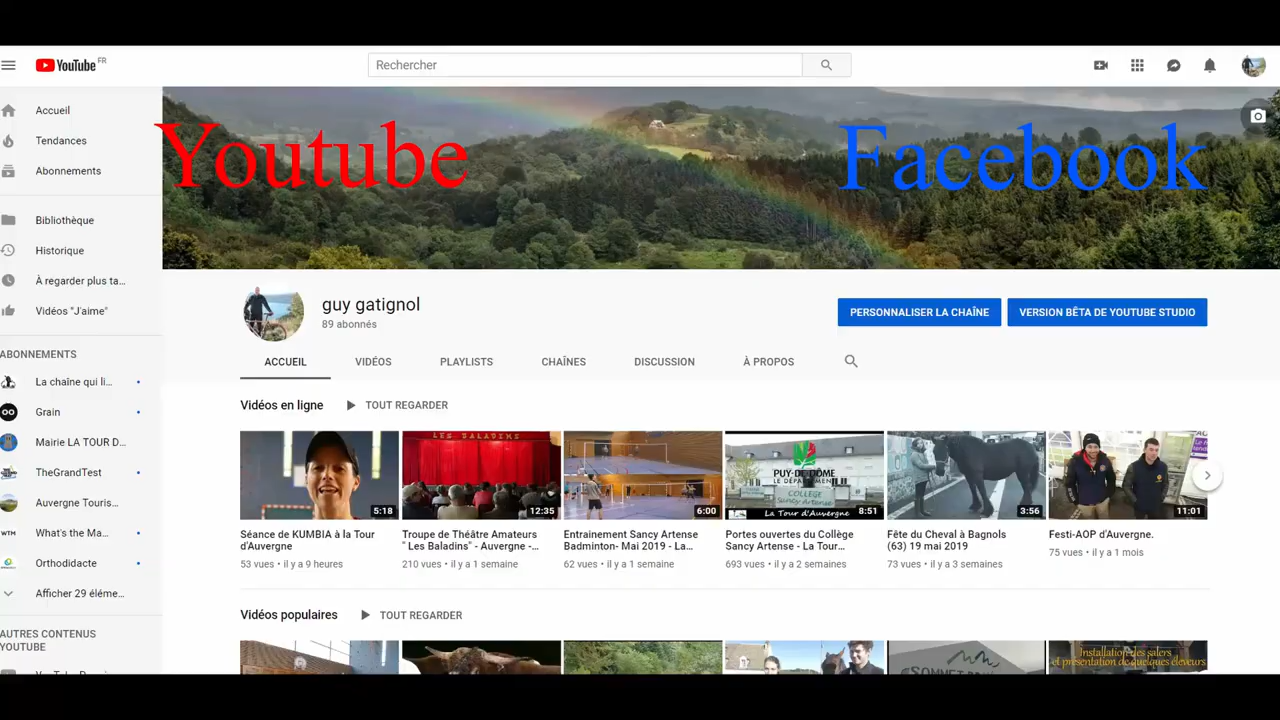 YouTube FR
Rechercher
Accueil
Tendances
Abonnements
Bibliothèque
Historique
À regarder plus ta...
Vidéos "J'aime"
ABONNEMENTS
La chaîne qui li...
Grain
Mairie LA TOUR D...
TheGrandTest
Auvergne Touris...
WTM
What's the Ma...
Orthodidacte
Afficher 29 éléme...
AUTRES CONTENUS
YOUTUBE
Youtube
Facebook
guy gatignol
89 abonnés
PERSONNALISER LA CHAÎNE
VERSION BÊTA DE YOUTUBE STUDIO
ACCUEIL
VIDÉOS
PLAYLISTS
CHAÎNES
DISCUSSION
À PROPOS
Vidéos en ligne
TOUT REGARDER
5:18
LES BALADINS
12:35
6:00
PUY-DE-DÔME
LE DÉPARTEMENT
COLLÈGE
Sancy Artense
La Tour d'Auvergne
8:51
3:56
11:01
Séance de KUMBIA à la Tour
d'Auvergne
53 vues • il y a 9 heures
Troupe de Théâtre Amateurs
" Les Baladins" - Auvergne -...
210 vues • il y a 1 semaine
Entrainement Sancy Artense
Badminton- Mai 2019 - La...
62 vues • il y a 1 semaine
Portes ouvertes du Collège
Sancy Artense - La Tour...
693 vues • il y a 2 semaines
Fête du Cheval à Bagnols
(63) 19 mai 2019
73 vues • il y a 3 semaines
Festi-AOP d'Auvergne.
75 vues • il y a 1 mois
Vidéos populaires
TOUT REGARDER
Installation des salers
et présentation de quelques éleveurs